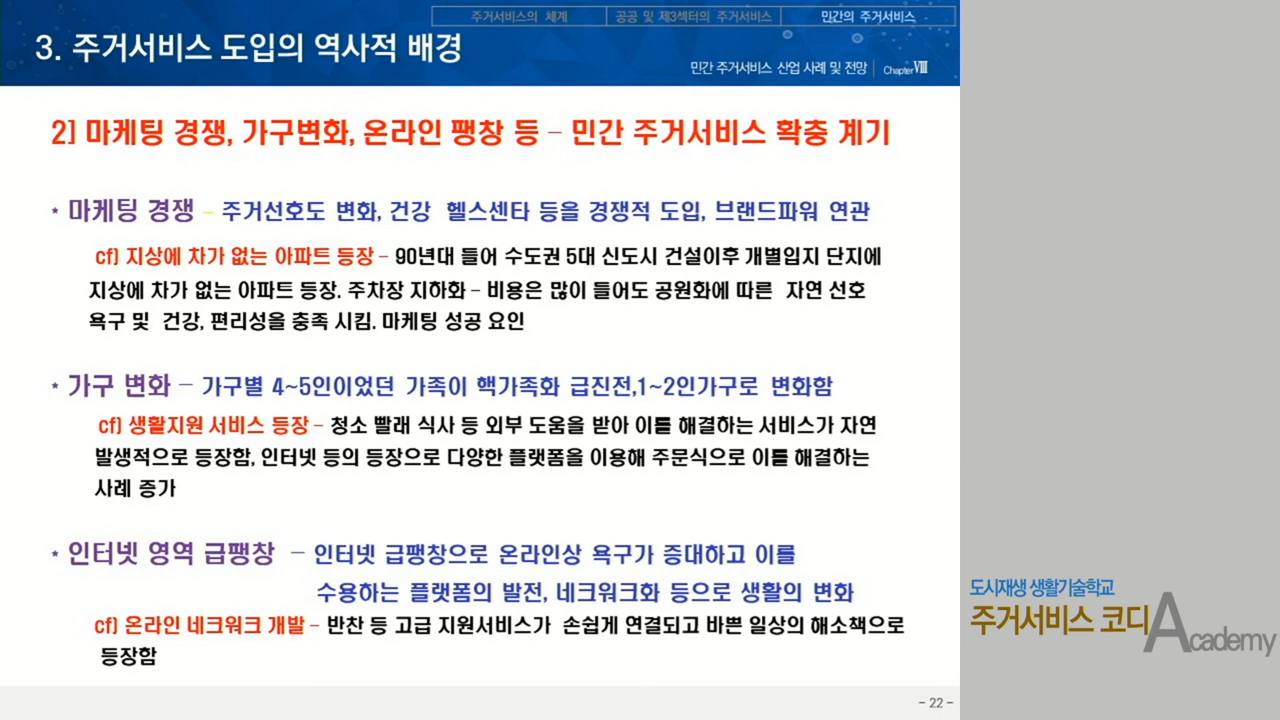 주거서비스의 체계
공공 및 제3섹터의 주거서비스
민간의 주거서비스
3. 주거서비스 도입의 역사적 배경
민간 주거서비스 산업 사례 및 전망 | Chapter Ⅷ
2] 마케팅 경쟁, 가구변화, 온라인 팽창 등 – 민간 주거서비스 확충 계기
* 마케팅 경쟁 – 주거선호도 변화, 건강 헬스센타 등을 경쟁적 도입, 브랜드파워 연관
cf) 지상에 차가 없는 아파트 등장 – 90년대 들어 수도권 5대 신도시 건설이후 개별입지 단지에
지상에 차가 없는 아파트 등장. 주차장 지하화 – 비용은 많이 들어도 공원화에 따른 자연 선호
욕구 및 건강, 편리성을 충족 시킴. 마케팅 성공 요인
* 가구 변화 – 가구별 4~5인이었던 가족이 핵가족화 급진전,1~2인가구로 변화함
cf) 생활지원 서비스 등장 – 청소 빨래 식사 등 외부 도움을 받아 이를 해결하는 서비스가 자연
발생적으로 등장함, 인터넷 등의 등장으로 다양한 플랫폼을 이용해 주문식으로 이를 해결하는
사례 증가
* 인터넷 영역 급팽창 – 인터넷 급팽창으로 온라인상 욕구가 증대하고 이를
수용하는 플랫폼의 발전, 네크워크화 등으로 생활의 변화
cf) 온라인 네크워크 개발 – 반찬 등 고급 지원서비스가 손쉽게 연결되고 바쁜 일상의 해소책으로
등장함
- 22 -
도시재생 생활기술학교
주거서비스 코디 Academy